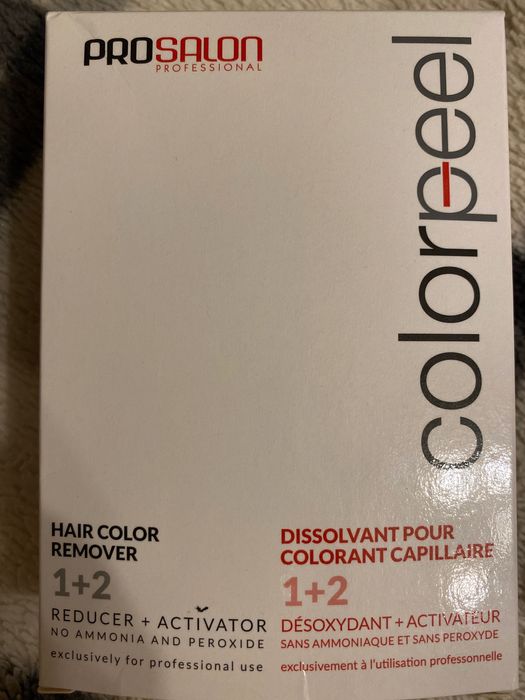 PROSALON
PROFESSIONAL
colorpeel
HAIR COLOR
REMOVER
1+2
REDUCER + ACTIVATOR
NO AMMONIA AND PEROXIDE
exclusively for professional use
DISSOLVANT POUR
COLORANT CAPILLAIRE
1+2
DÉSOXYDANT + ACTIVATEUR
SANS AMMONIAQUE ET SANS PEROXYDE
exclusivement à l'utilisation professionnelle